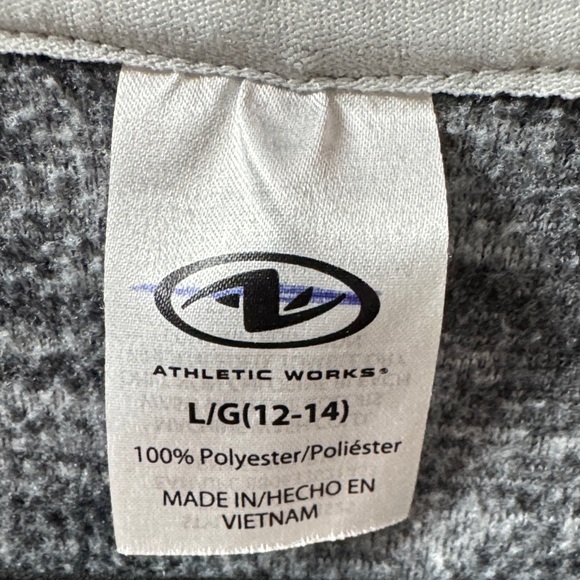 ATHLETIC WORKS®
L/G(12-14)
100% Polyester/Poliéster
MADE IN/HECHO EN
VIETNAM